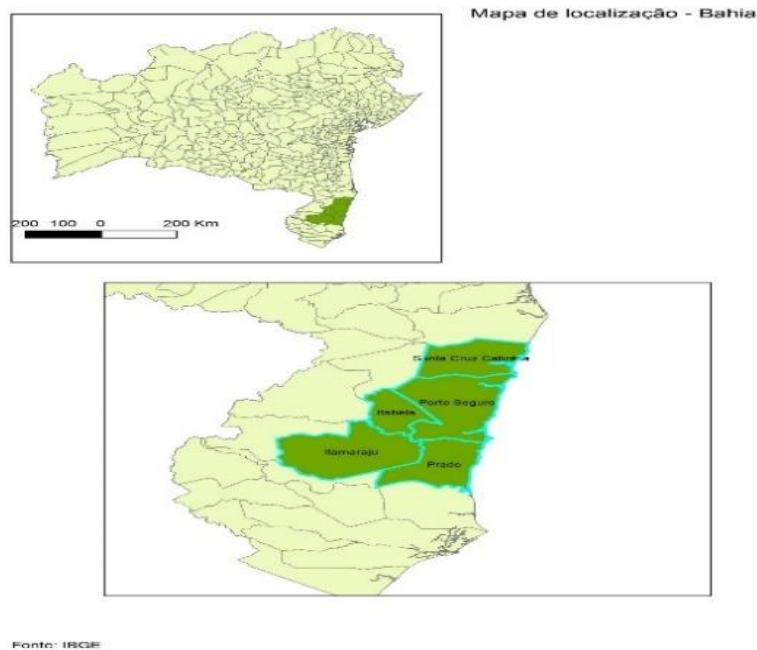 Mapa de localização - Bahia
200 100 0 200 Km
Santa Cruz Cabrália
Porto Seguro
Itabela
Itamaraju
Prado
Fonte: IBGE